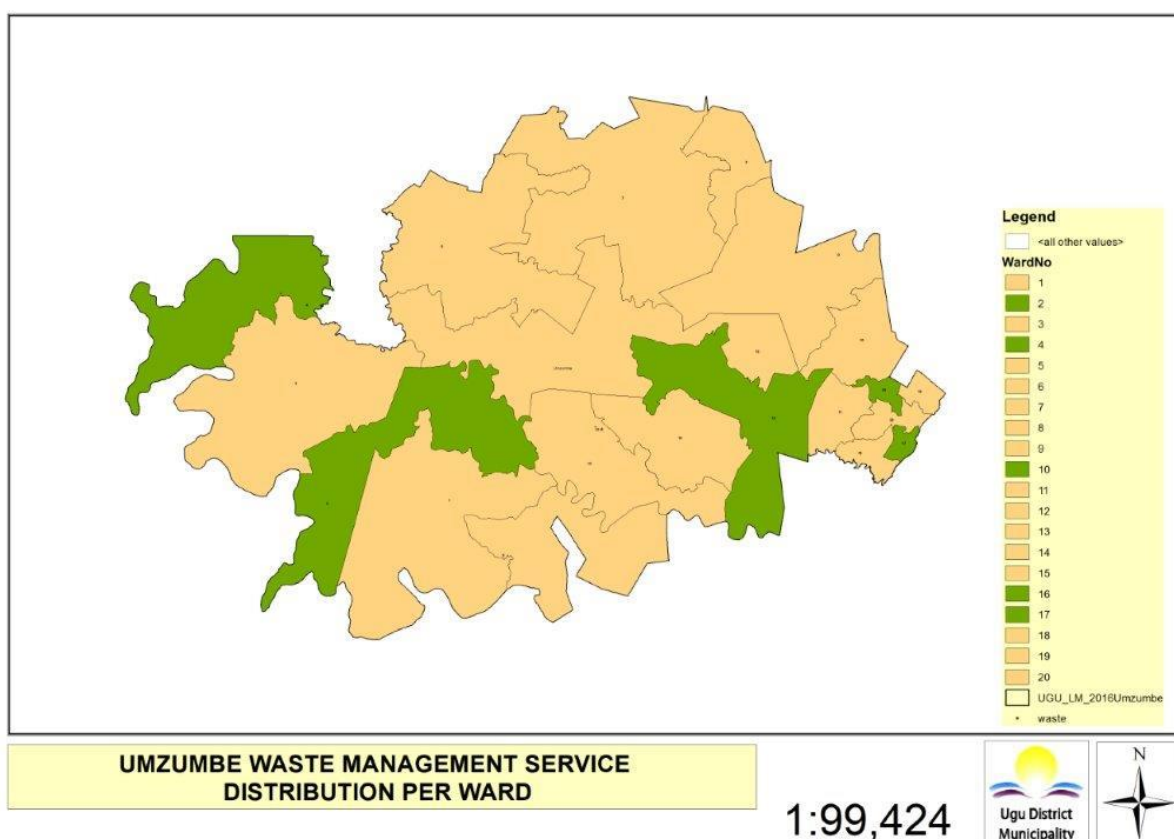 Umzumbe
Legend
<all other values>
WardNo
1
2
3
4
5
6
7
8
9
10
11
12
13
14
15
16
17
18
19
20
UGU_LM_2016Umzumbe
waste
UMZUMBE WASTE MANAGEMENT SERVICE
DISTRIBUTION PER WARD
1:99,424
Ugu District
Municipality
N